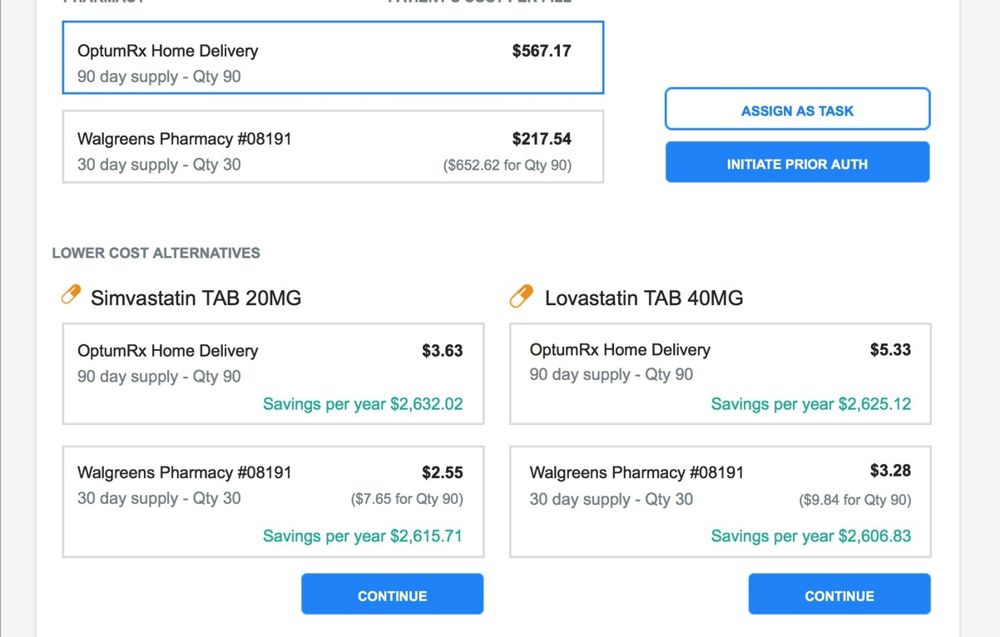 OptumRx Home Delivery $567.17
90 day supply - Qty 90
Walgreens Pharmacy #08191 $217.54
30 day supply - Qty 30 ($652.62 for Qty 90)
ASSIGN AS TASK
INITIATE PRIOR AUTH
LOWER COST ALTERNATIVES
Simvastatin TAB 20MG
OptumRx Home Delivery $3.63
90 day supply - Qty 90
Savings per year $2,632.02
Walgreens Pharmacy #08191 $2.55
30 day supply - Qty 30 ($7.65 for Qty 90)
Savings per year $2,615.71
CONTINUE
Lovastatin TAB 40MG
OptumRx Home Delivery $5.33
90 day supply - Qty 90
Savings per year $2,625.12
Walgreens Pharmacy #08191 $3.28
30 day supply - Qty 30 ($9.84 for Qty 90)
Savings per year $2,606.83
CONTINUE